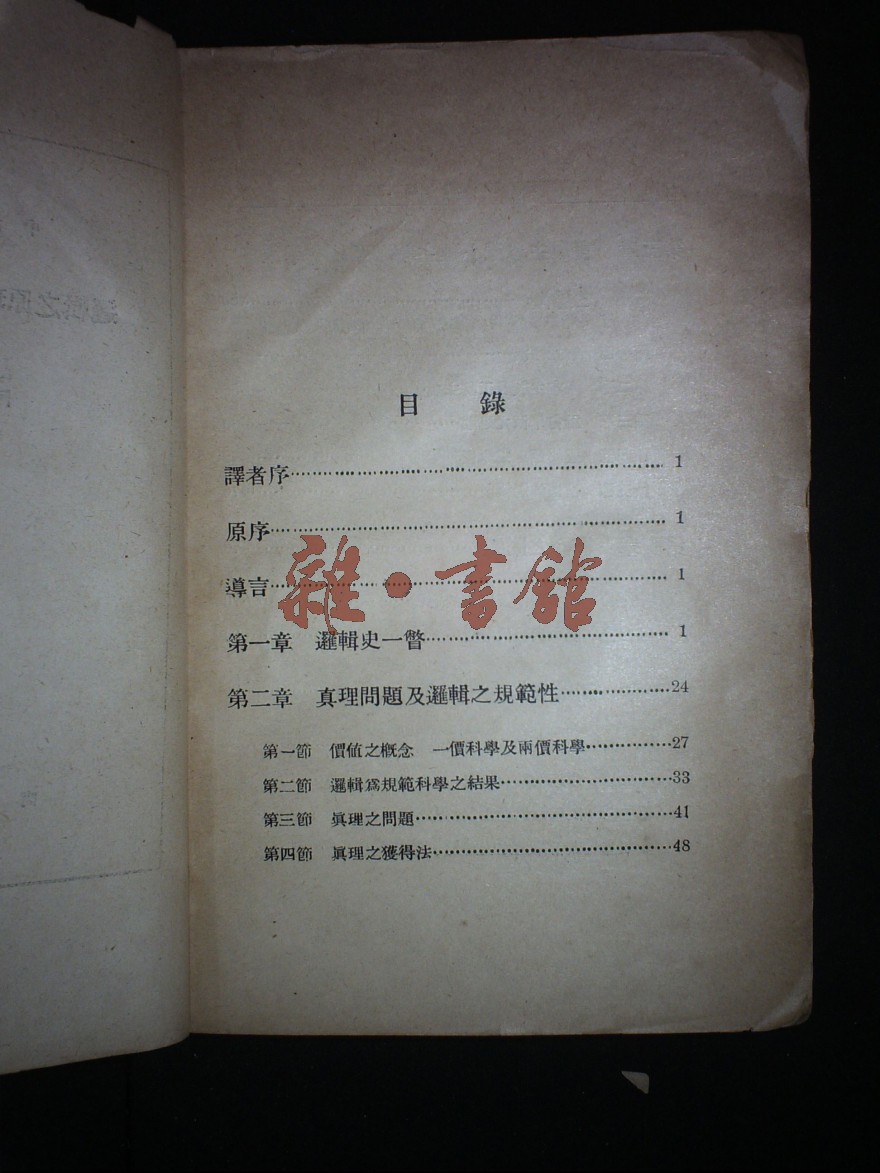 目　錄
譯者序 1
原序 1
導言 1
雜·書館
第一章　邏輯史一瞥 1
第二章　真理問題及邏輯之規範性 24
第一節　價值之概念　一價科學及兩價科學 27
第二節　邏輯爲規範科學之結果 33
第三節　眞理之問題 41
第四節　眞理之獲得法 48